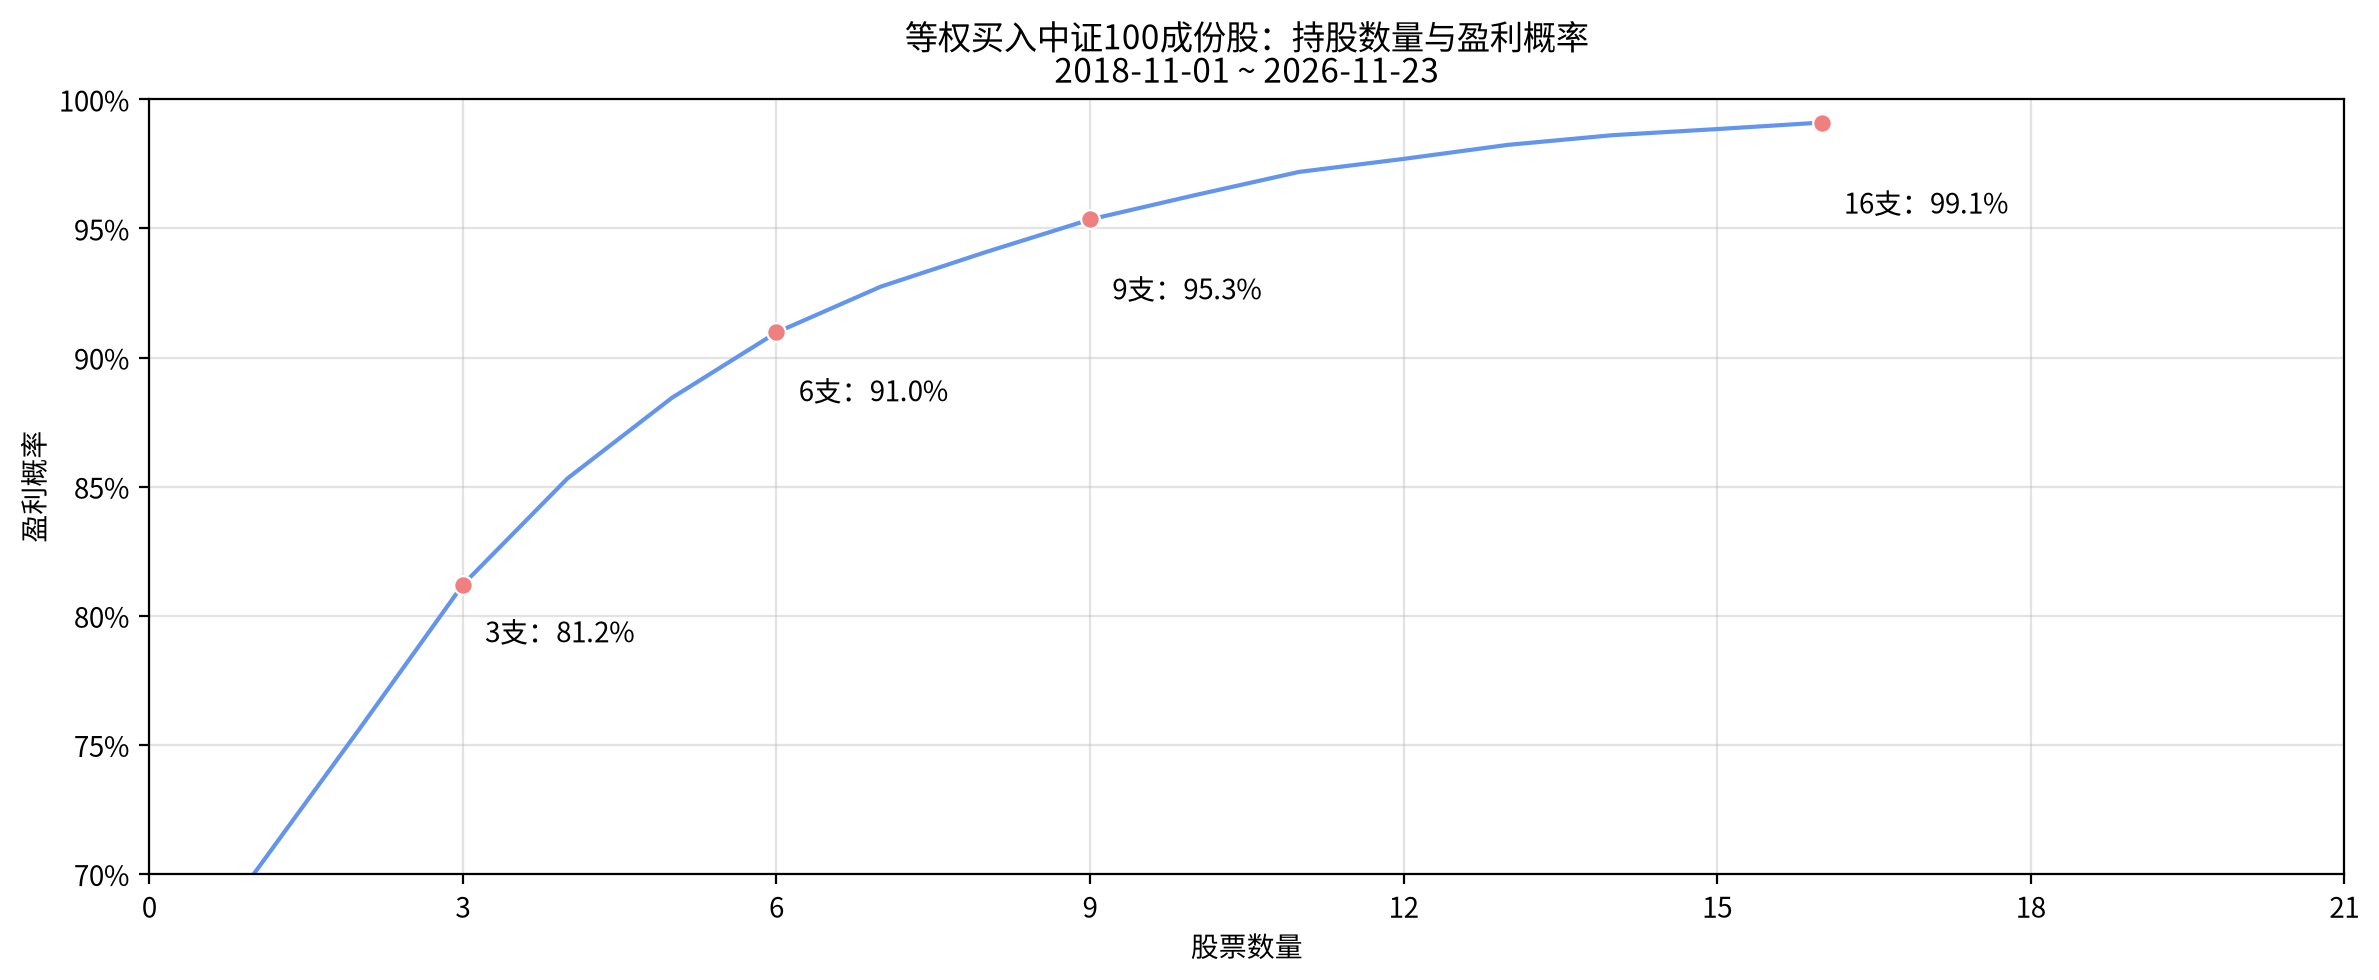 等权买入中证100成份股：持股数量与盈利概率
2018-11-01 ~ 2026-11-23
盈利概率
100%
95%
90%
85%
80%
75%
70%
16支：99.1%
9支：95.3%
6支：91.0%
3支：81.2%
0 3 6 9 12 15 18 21
股票数量